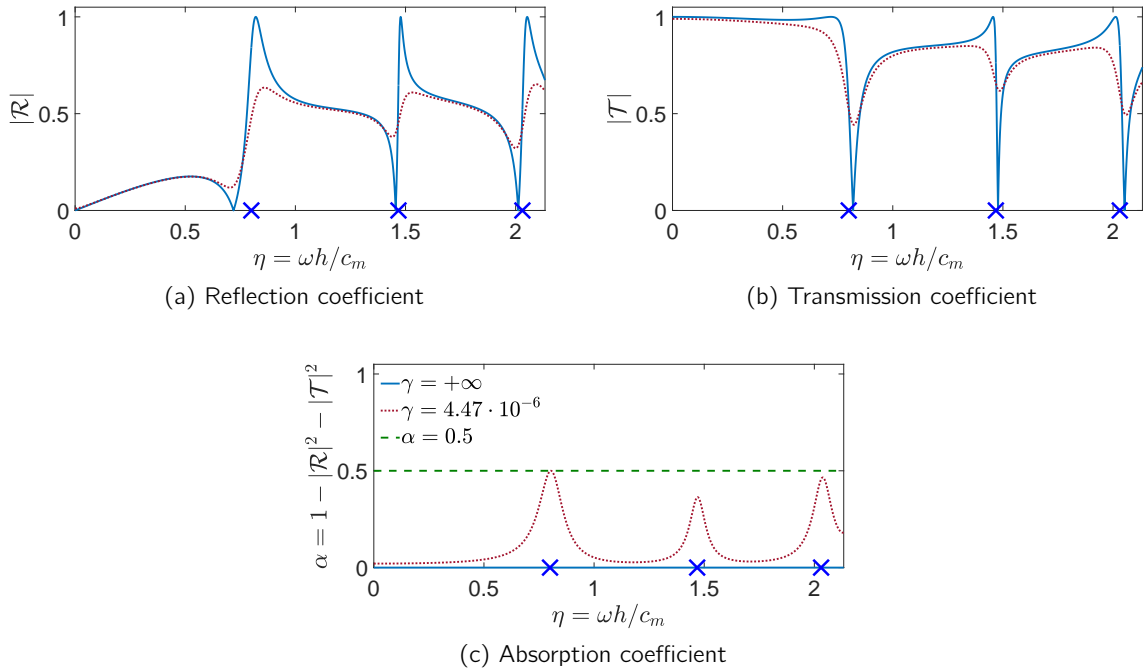 1
0.5
0
|R|
0 0.5 1 1.5 2
η = ωh/c_m
(a) Reflection coefficient
1
0.5
0
|T|
0 0.5 1 1.5 2
η = ωh/c_m
(b) Transmission coefficient
1
0.5
0
α = 1 − |R|² − |T|²
γ = +∞
γ = 4.47 · 10⁻⁶
α = 0.5
0 0.5 1 1.5 2
η = ωh/c_m
(c) Absorption coefficient